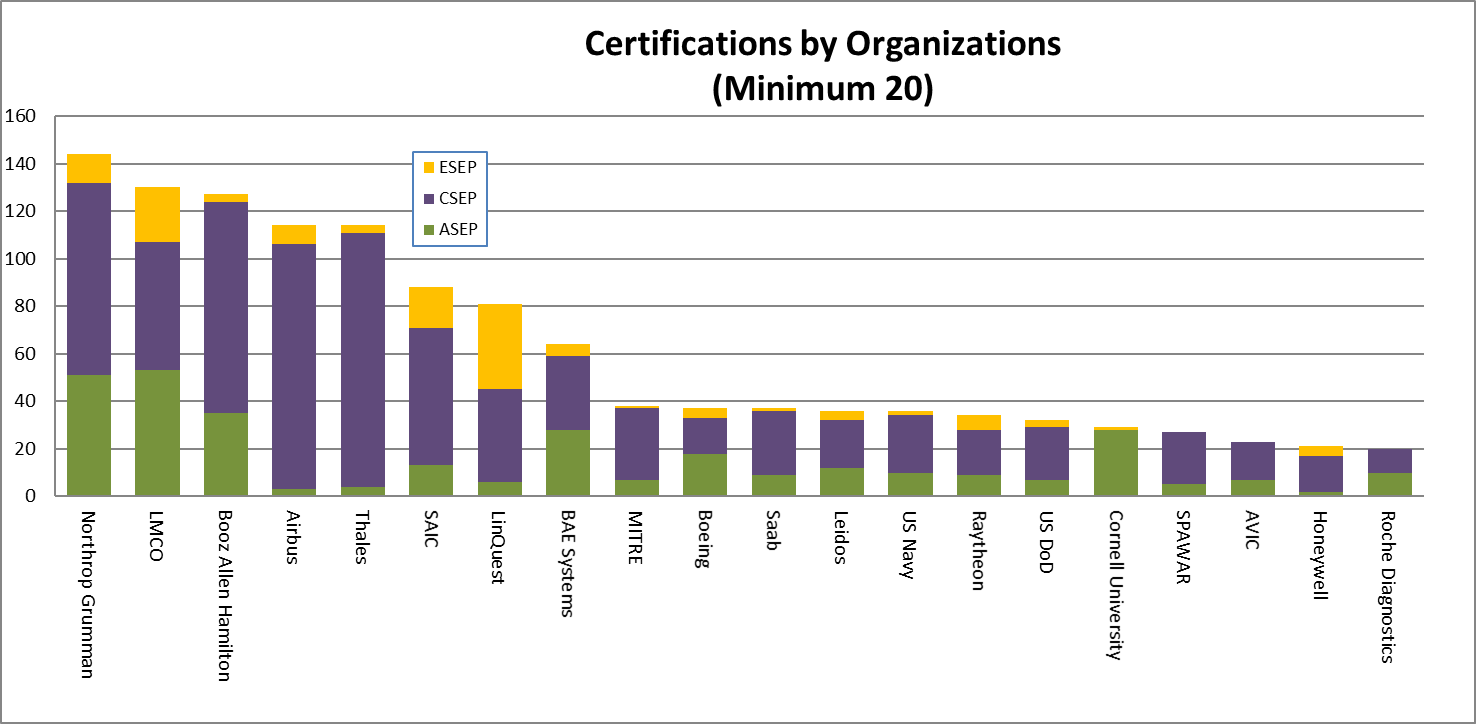 Certifications by Organizations
(Minimum 20)
160
140
120
100
80
60
40
20
0
ESEP
CSEP
ASEP
Northrop Grumman
LMCO
Booz Allen Hamilton
Airbus
Thales
SAIC
LinQuest
BAE Systems
MITRE
Boeing
Saab
Leidos
US Navy
Raytheon
US DoD
Cornell University
SPAWAR
AVIC
Honeywell
Roche Diagnostics